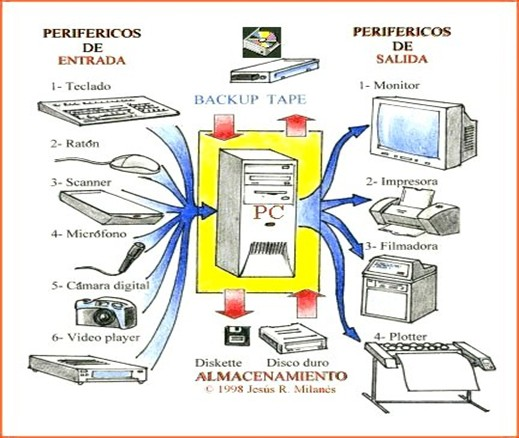 PERIFERICOS
DE
ENTRADA
1- Teclado
2- Ratón
3- Scanner
4- Micrófono
5- Cámara digital
6- Video player
BACKUP TAPE
PC
Diskette
Disco duro
ALMACENAMIENTO
© 1998 Jesús R. Milanés
PERIFERICOS
DE
SALIDA
1- Monitor
2- Impresora
3- Filmadora
4- Plotter